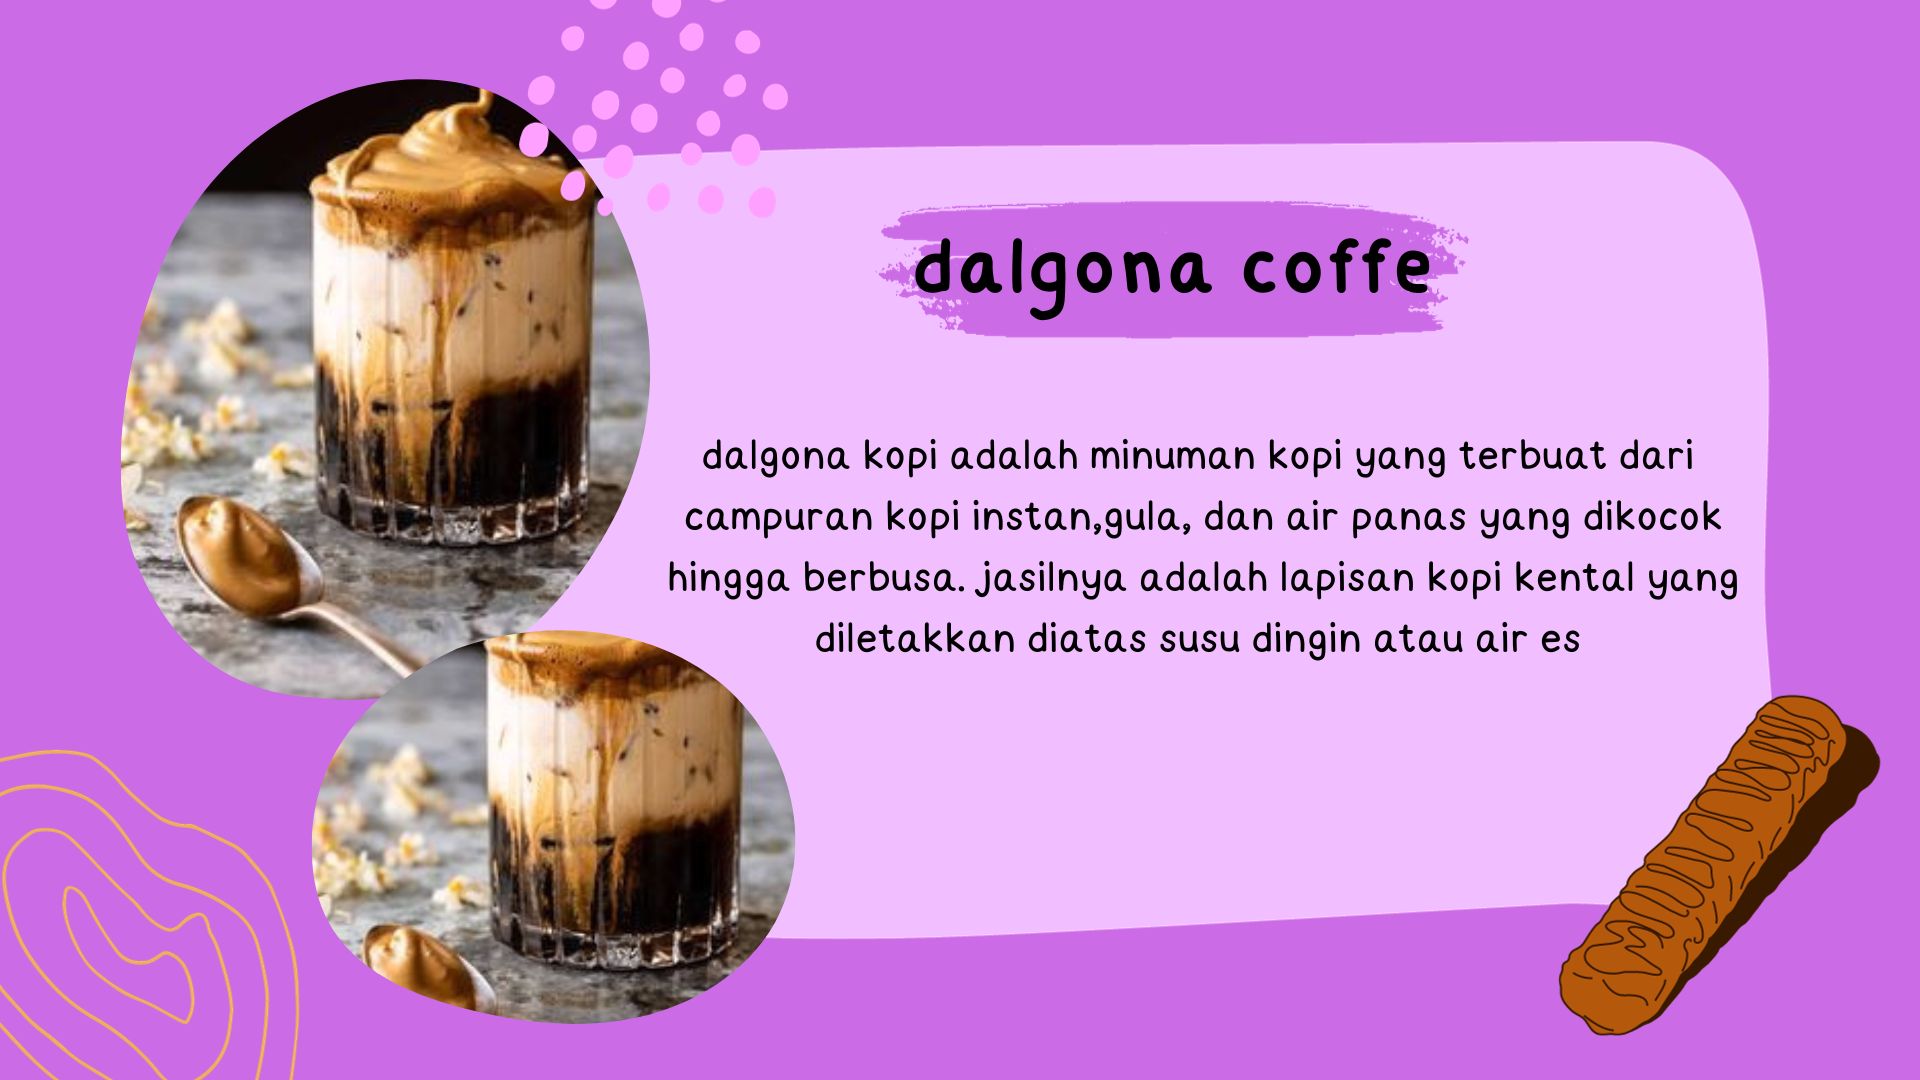 dalgona coffe
dalgona kopi adalah minuman kopi yang terbuat dari
campuran kopi instan,gula, dan air panas yang dikocok
hingga berbusa. jasilnya adalah lapisan kopi kental yang
diletakkan diatas susu dingin atau air es